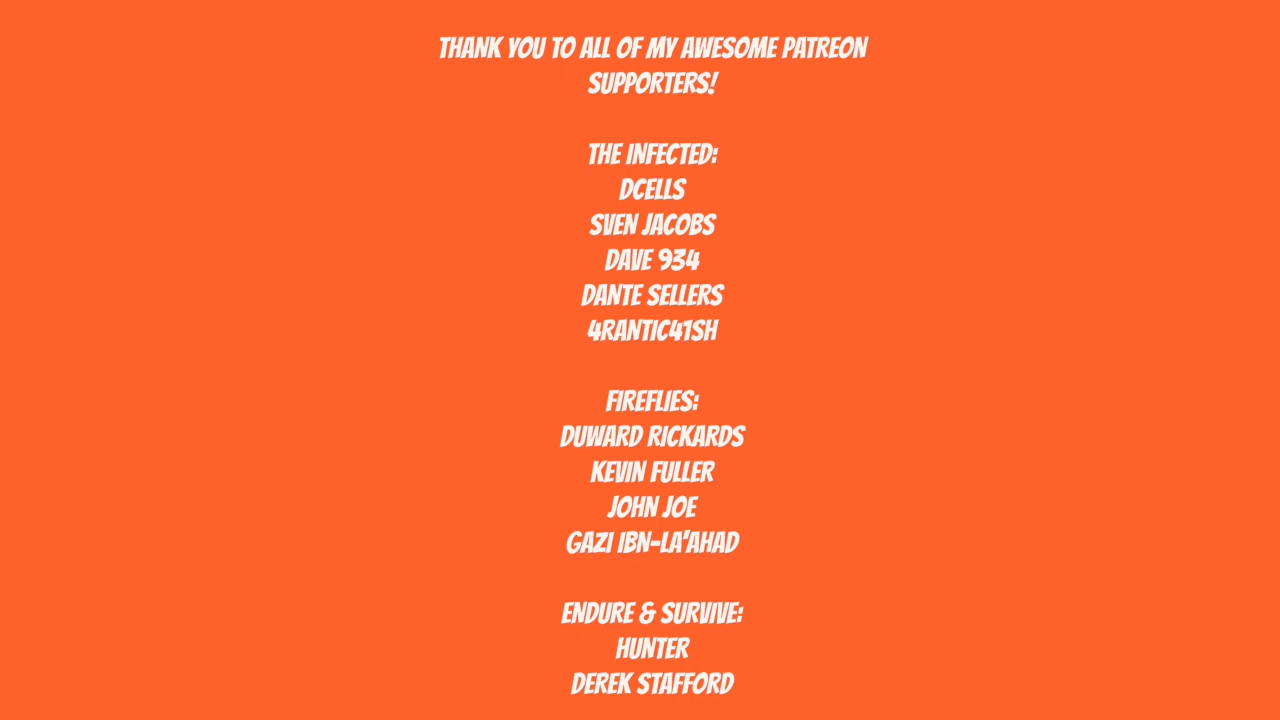 THANK YOU TO ALL OF MY AWESOME PATREON
SUPPORTERS!
THE INFECTED:
DCELLS
SVEN JACOBS
DAVE 934
DANTE SELLERS
4RANTIC41SH
FIREFLIES:
DUWARD RICKARDS
KEVIN FULLER
JOHN JOE
GAZI IBN-LA'AHAD
ENDURE & SURVIVE:
HUNTER
DEREK STAFFORD